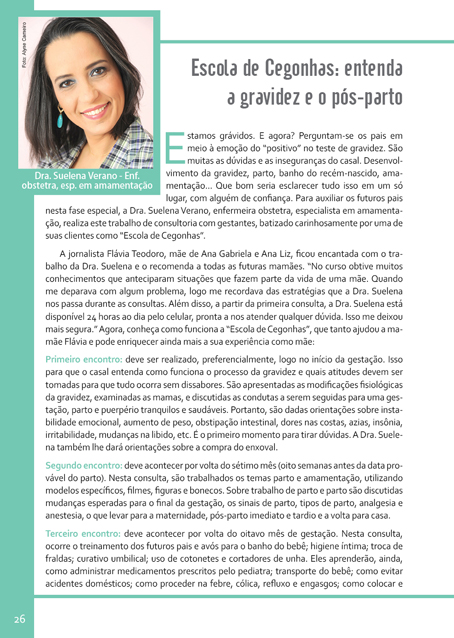 Foto: Alyne Carneiro
Dra. Suelena Verano - Enf.
obstetra, esp. em amamentação
Escola de Cegonhas: entenda
a gravidez e o pós-parto
Estamos grávidos. E agora? Perguntam-se os pais em
meio à emoção do “positivo” no teste de gravidez. São
muitas as dúvidas e as inseguranças do casal. Desenvol-
vimento da gravidez, parto, banho do recém-nascido, ama-
mentação... Que bom seria esclarecer tudo isso em um só
lugar, com alguém de confiança. Para auxiliar os futuros pais
nesta fase especial, a Dra. Suelena Verano, enfermeira obstetra, especialista em amamenta-
ção, realiza este trabalho de consultoria com gestantes, batizado carinhosamente por uma de
suas clientes como “Escola de Cegonhas”.
A jornalista Flávia Teodoro, mãe de Ana Gabriela e Ana Liz, ficou encantada com o tra-
balho da Dra. Suelena e o recomenda a todas as futuras mamães. “No curso obtive muitos
conhecimentos que anteciparam situações que fazem parte da vida de uma mãe. Quando
me deparava com algum problema, logo me recordava das estratégias que a Dra. Suelena
nos passa durante as consultas. Além disso, a partir da primeira consulta, a Dra. Suelena está
disponível 24 horas ao dia pelo celular, pronta a nos atender qualquer dúvida. Isso me deixou
mais segura.” Agora, conheça como funciona a “Escola de Cegonhas”, que tanto ajudou a ma-
mãe Flávia e pode enriquecer ainda mais a sua experiência como mãe:
Primeiro encontro: deve ser realizado, preferencialmente, logo no início da gestação. Isso
para que o casal entenda como funciona o processo da gravidez e quais atitudes devem ser
tomadas para que tudo ocorra sem dissabores. São apresentadas as modificações fisiológicas
da gravidez, examinadas as mamas, e discutidas as condutas a serem seguidas para uma ges-
tação, parto e puerpério tranquilos e saudáveis. Portanto, são dadas orientações sobre insta-
bilidade emocional, aumento de peso, obstipação intestinal, dores nas costas, azias, insônia,
irritabilidade, mudanças na libido, etc. É o primeiro momento para tirar dúvidas. A Dra. Suele-
na também lhe dará orientações sobre a compra do enxoval.
Segundo encontro: deve acontecer por volta do sétimo mês (oito semanas antes da data pro-
vável do parto). Nesta consulta, são trabalhados os temas parto e amamentação, utilizando
modelos específicos, filmes, figuras e bonecos. Sobre trabalho de parto e parto são discutidas
mudanças esperadas para o final da gestação, os sinais de parto, tipos de parto, analgesia e
anestesia, o que levar para a maternidade, pós-parto imediato e tardio e a volta para casa.
Terceiro encontro: deve acontecer por volta do oitavo mês de gestação. Nesta consulta,
ocorre o treinamento dos futuros pais e avós para o banho do bebê; higiene íntima; troca de
fraldas; curativo umbilical; uso de cotonetes e cortadores de unha. Eles aprenderão, ainda,
como administrar medicamentos prescritos pelo pediatra; transporte do bebê; como evitar
acidentes domésticos; como proceder na febre, cólica, refluxo e engasgos; como colocar e
26